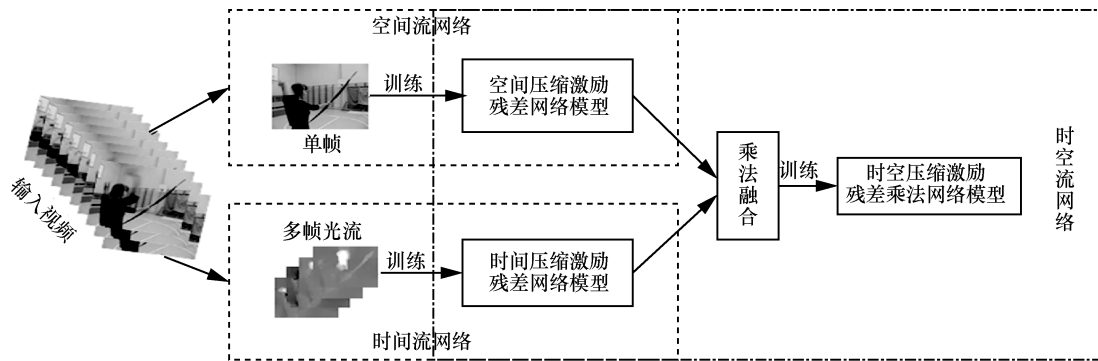 空间流网络
训练
空间压缩激励
残差网络模型
单帧
输入视频
乘法融合
训练
时空压缩激励
残差乘法网络模型
时空流网络
多帧光流
训练
时间压缩激励
残差网络模型
时间流网络